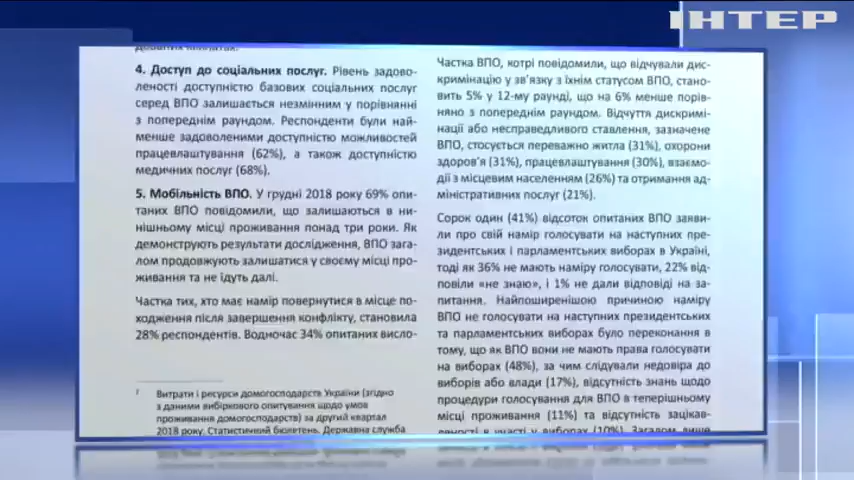 ІНТЕР
4. Доступ до соціальних послуг. Рівень задово-
леності доступністю базових соціальних послуг
серед ВПО залишається незмінним у порівнянні
з попереднім раундом. Респонденти були най-
менше задоволеними доступністю можливостей
працевлаштування (62%), а також доступністю
медичних послуг (68%).
5. Мобільність ВПО. У грудні 2018 року 69% опи-
таних ВПО повідомили, що залишаються в ни-
нішньому місці проживання понад три роки. Як
демонструють результати дослідження, ВПО зага-
лом продовжують залишатися у своєму місці про-
живання та не їдуть далі.
Частка тих, хто має намір повернутися в місце по-
ходження після завершення конфлікту, становила
28% респондентів. Водночас 34% опитаних висло-
7 Витрати і ресурси домогосподарств України (згідно
з даними вибіркового опитування щодо умов
проживання домогосподарств) за другий квартал
2018 року. Статистичний бюлетень. Державна служба
Частка ВПО, котрі повідомили, що відчували дис-
кримінацію у зв'язку з їхнім статусом ВПО, стано-
вить 5% у 12-му раунді, що на 6% менше порів-
няно з попереднім раундом. Відчуття дискримі-
нації або несправедливого ставлення, зазначене
ВПО, стосується переважно житла (31%), охорони
здоров'я (31%), працевлаштування (30%), взаємо-
дії з місцевим населенням (26%) та отримання ад-
міністративних послуг (21%).
Сорок один (41%) відсоток опитаних ВПО заяви-
ли про свій намір голосувати на наступних пре-
зидентських і парламентських виборах в Україні,
тоді як 36% не мають наміру голосувати, 22% від-
повіли «не знаю», і 1% не дали відповіді на за-
питання. Найпоширенішою причиною наміру
ВПО не голосувати на наступних президентських
та парламентських виборах було переконання в
тому, що як ВПО вони не мають права голосувати
на виборах (48%), за чим слідували недовіра до
виборів або влади (17%), відсутність знань щодо
процедури голосування для ВПО в теперішньому
місці проживання (11%) та відсутність зацікав-
леності в участі у виборах (10%). Загалом лише